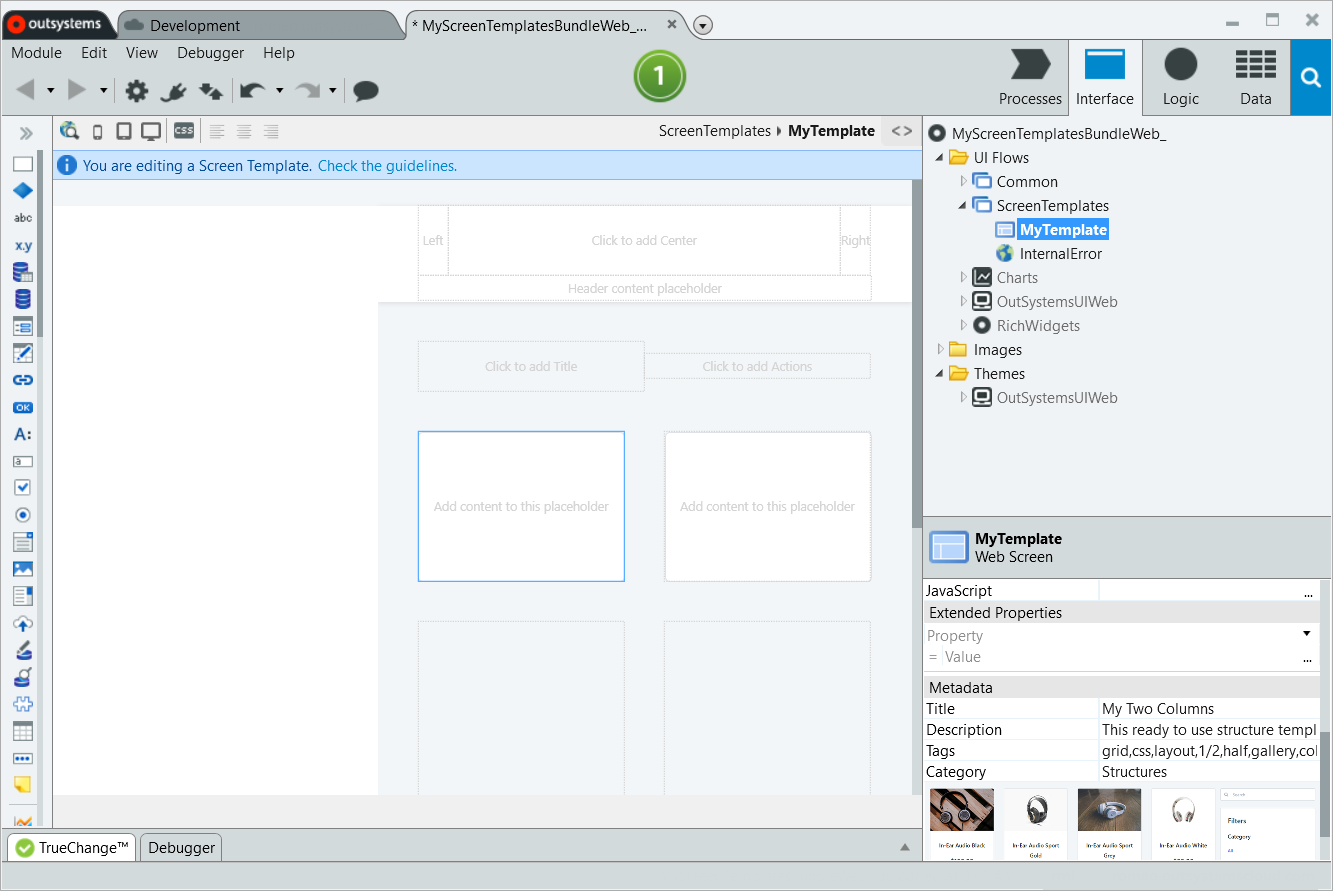 outsystems
Development
* MyScreenTemplatesBundleWeb_...
Module Edit View Debugger Help
1
Processes Interface Logic Data
CSS
ScreenTemplates MyTemplate <>
You are editing a Screen Template. Check the guidelines.
abc
x.y
OK
A:
a
Left Click to add Center Right
Header content placeholder
Click to add Title Click to add Actions
Add content to this placeholder Add content to this placeholder
MyScreenTemplatesBundleWeb_
UI Flows
Common
ScreenTemplates
MyTemplate
InternalError
Charts
OutSystemsUIWeb
RichWidgets
Images
Themes
OutSystemsUIWeb
MyTemplate
Web Screen
JavaScript ...
Extended Properties
Property
= Value ...
Metadata
Title My Two Columns
Description This ready to use structure templ
Tags grid,css,layout,1/2,half,gallery,col
Category Structures
Search
Filters
Category
All
In-Ear Audio Black In-Ear Audio Sport Gold In-Ear Audio Sport Grey In-Ear Audio White
TrueChange™ Debugger